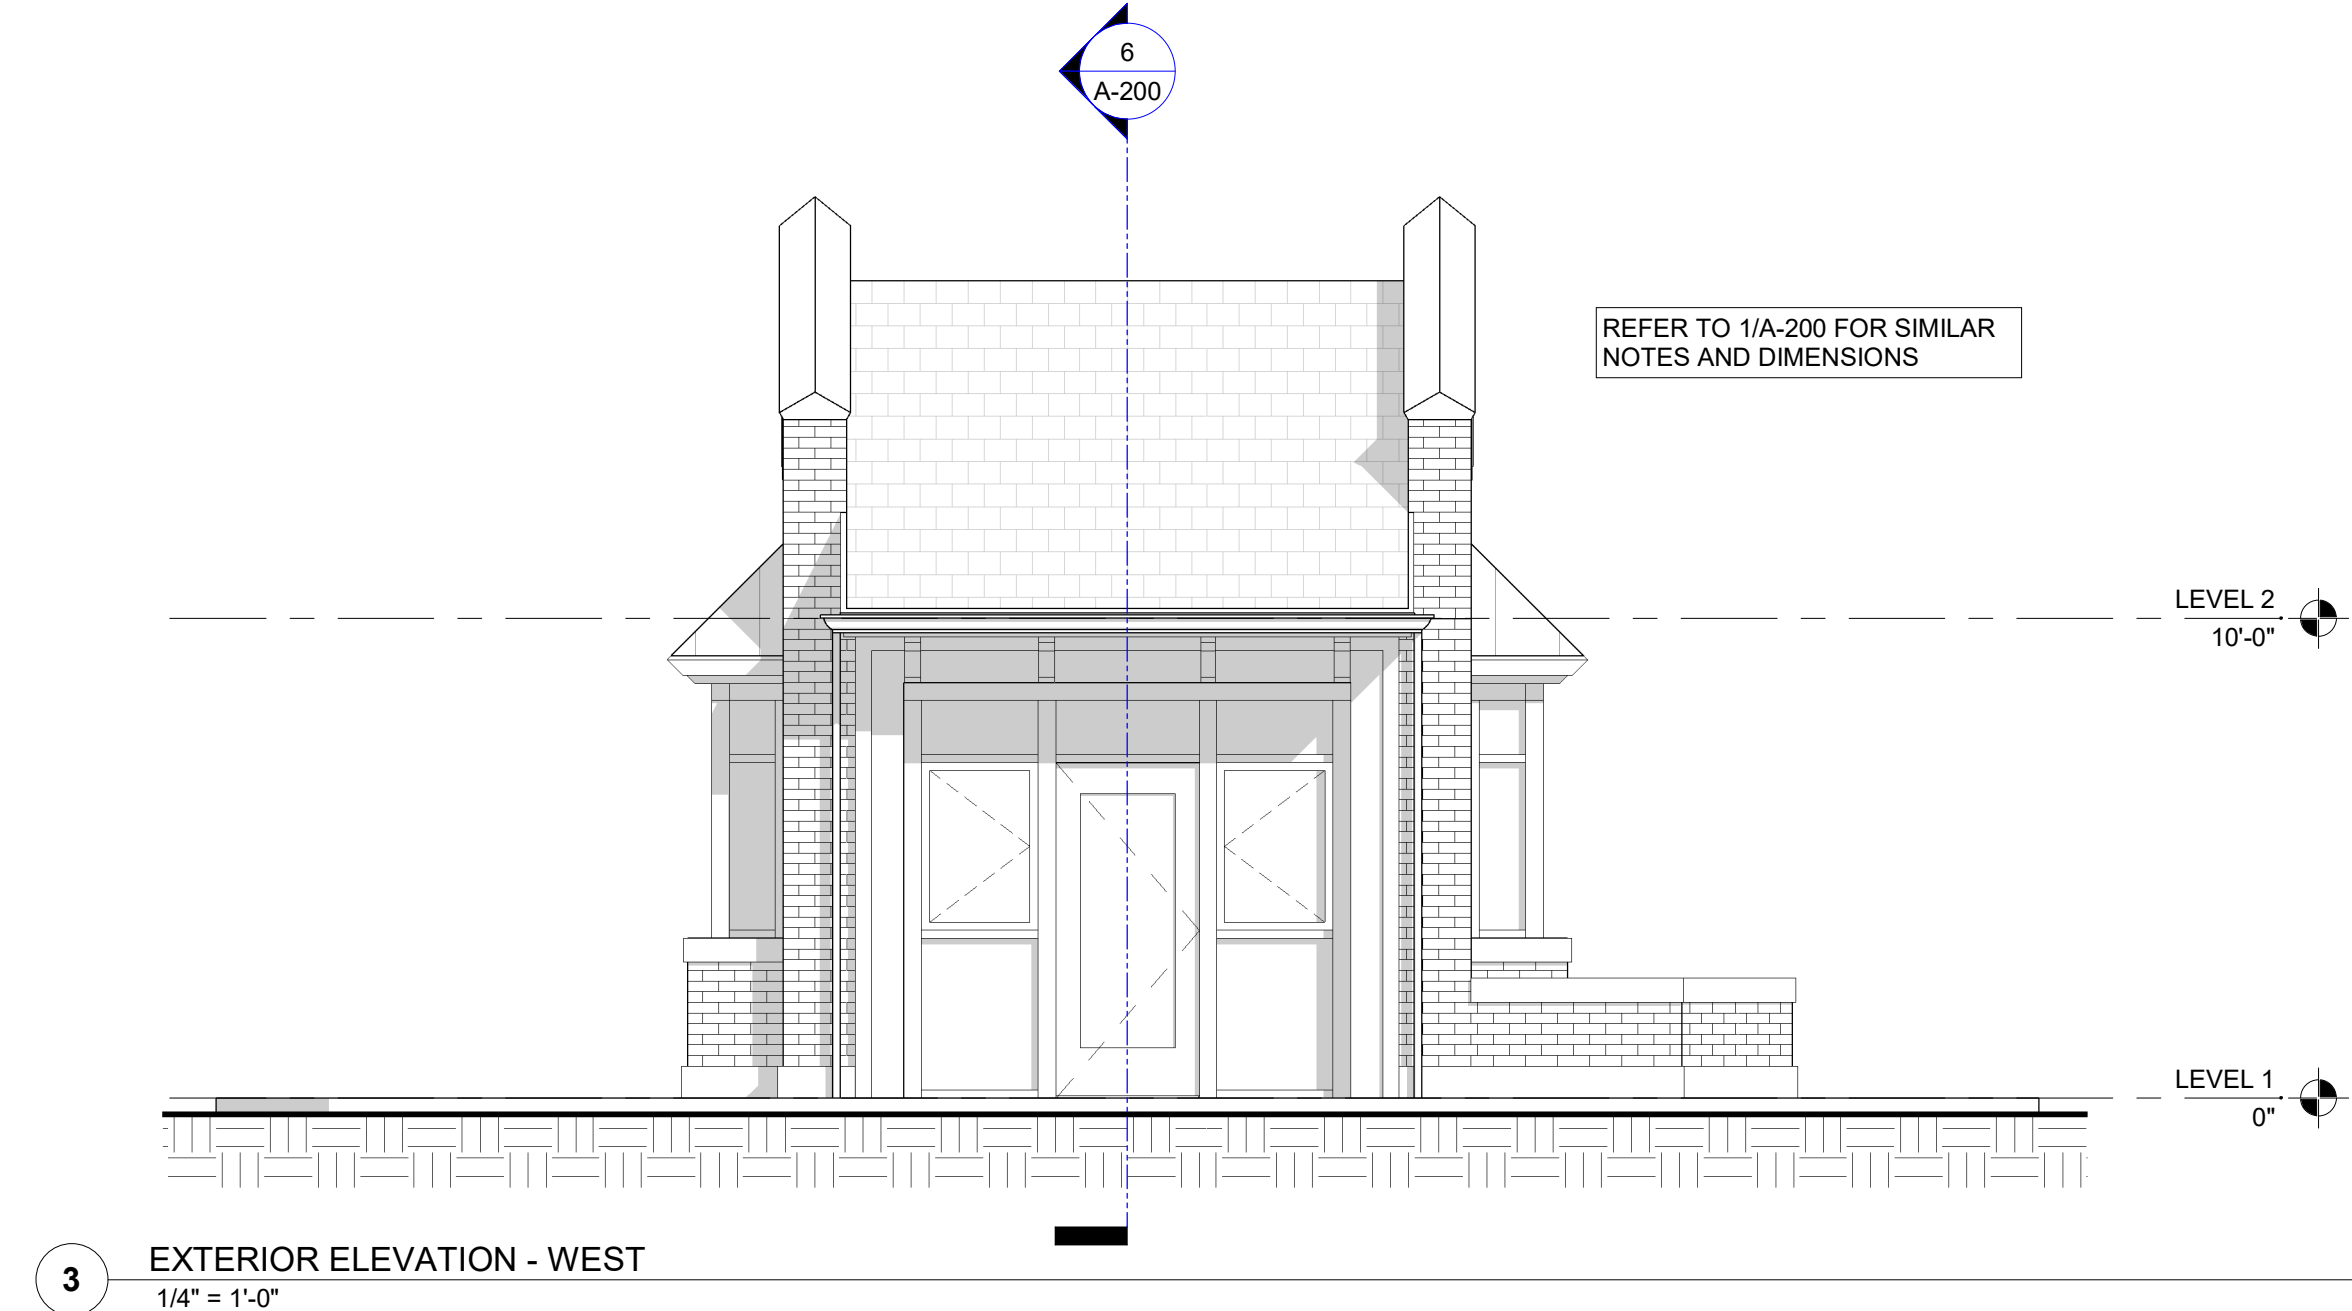 6
A-200
REFER TO 1/A-200 FOR SIMILAR
NOTES AND DIMENSIONS
LEVEL 2
10'-0"
LEVEL 1
0"
3
EXTERIOR ELEVATION - WEST
1/4" = 1'-0"